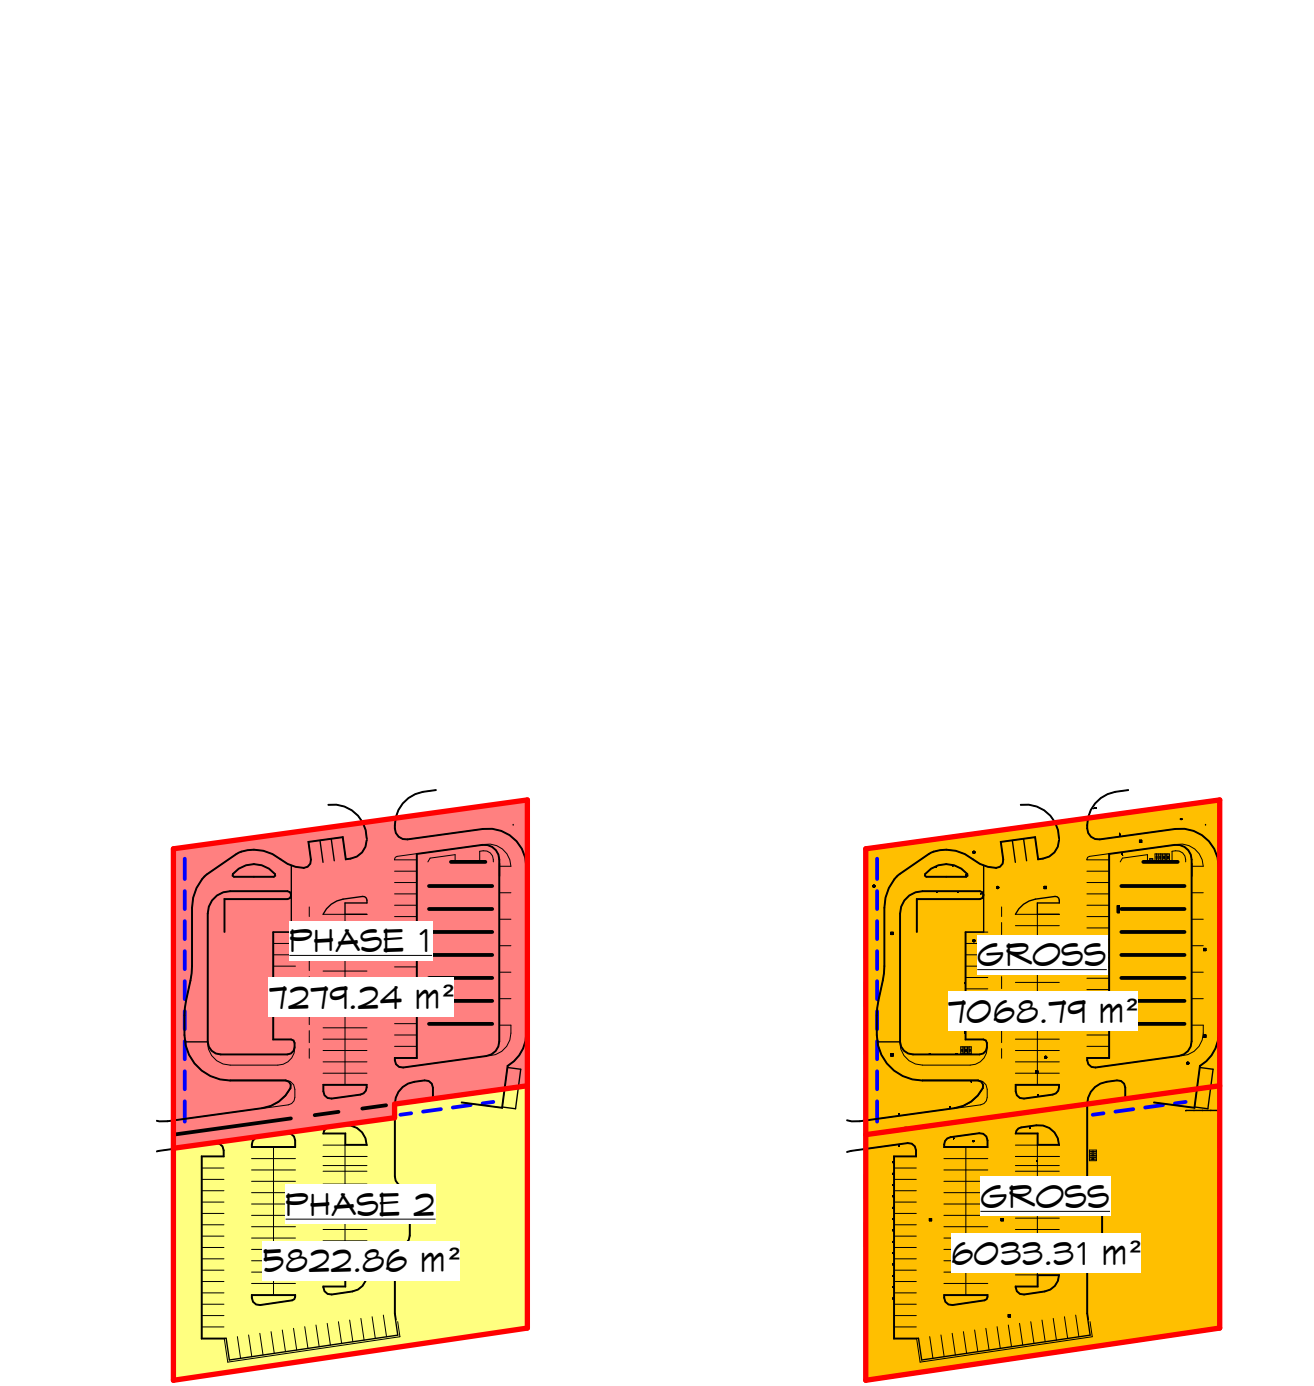 PHASE 1
7279.24 m²
PHASE 2
5822.86 m²
GROSS
7068.79 m²
GROSS
6033.31 m²